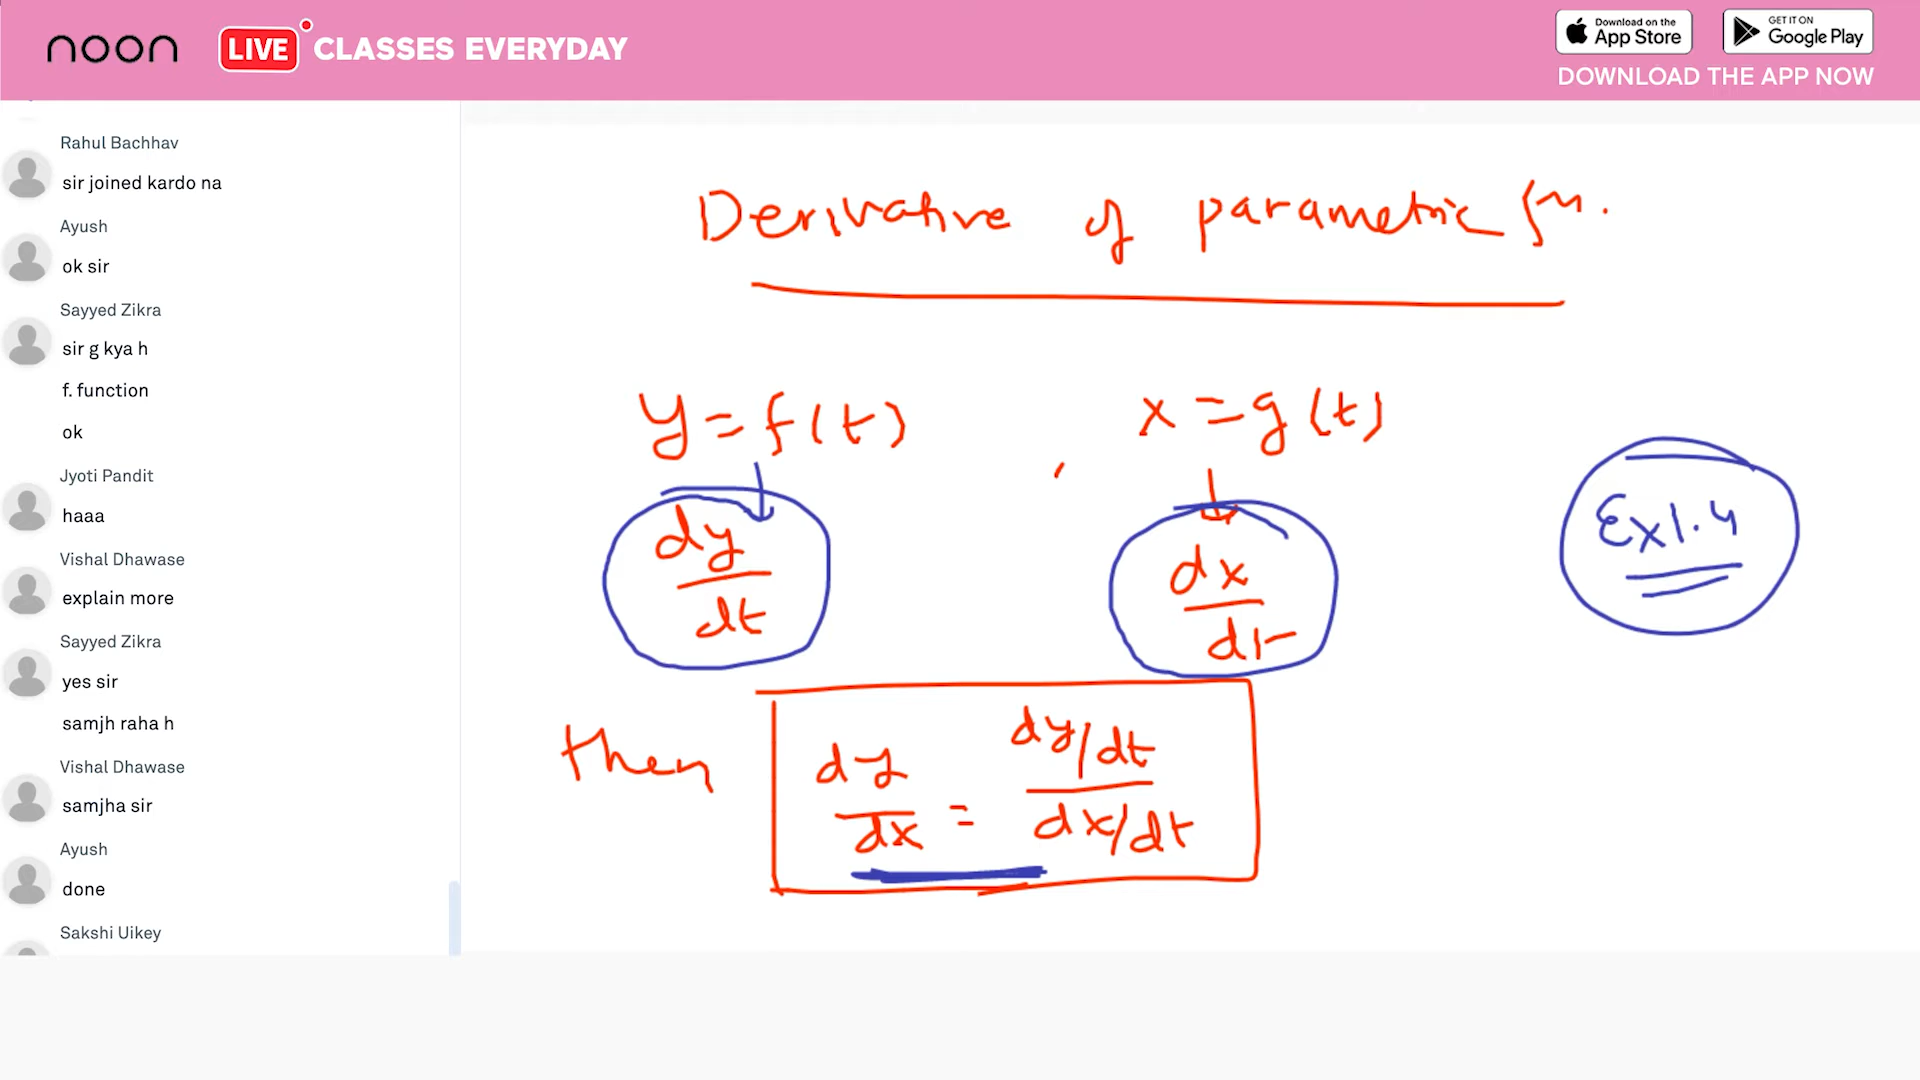 noon LIVE CLASSES EVERYDAY
Download on the
App Store
GET IT ON
Google Play
DOWNLOAD THE APP NOW
Rahul Bachhav
sir joined kardo na
Ayush
ok sir
Sayyed Zikra
sir g kya h
f. function
ok
Jyoti Pandit
haaa
Vishal Dhawase
explain more
Sayyed Zikra
yes sir
samjh raha h
Vishal Dhawase
samjha sir
Ayush
done
Sakshi Uikey
Derivative of parametric fn.
y = f(t) , x = g(t)
dy/dt dx/dt
Ex 1.4
then dy/dx = (dy/dt)/(dx/dt)